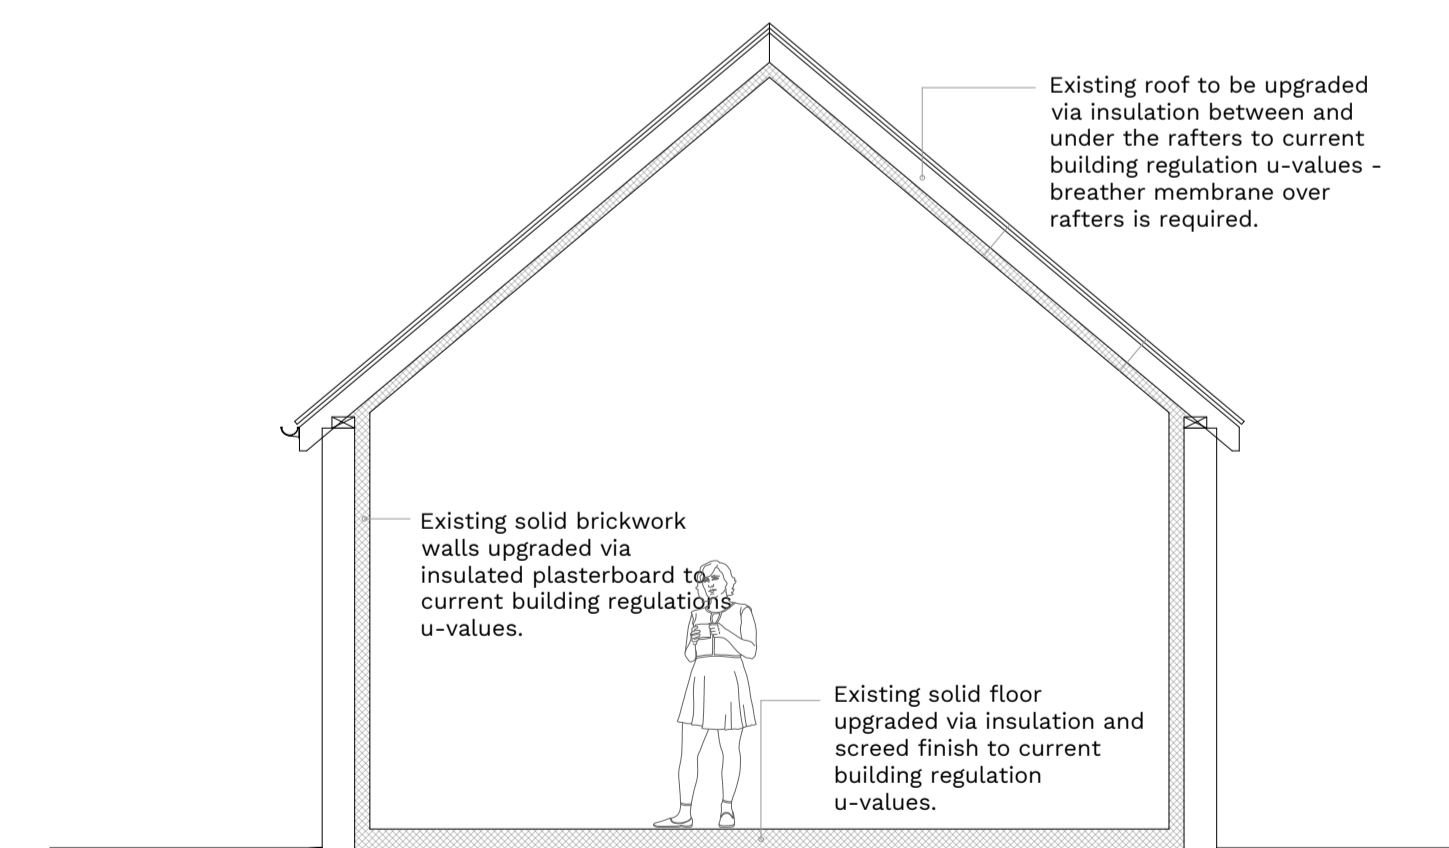 Existing roof to be upgraded
via insulation between and
under the rafters to current
building regulation u-values -
breather membrane over
rafters is required.
Existing solid brickwork
walls upgraded via
insulated plasterboard to
current building regulations
u-values.
Existing solid floor
upgraded via insulation and
screed finish to current
building regulation
u-values.